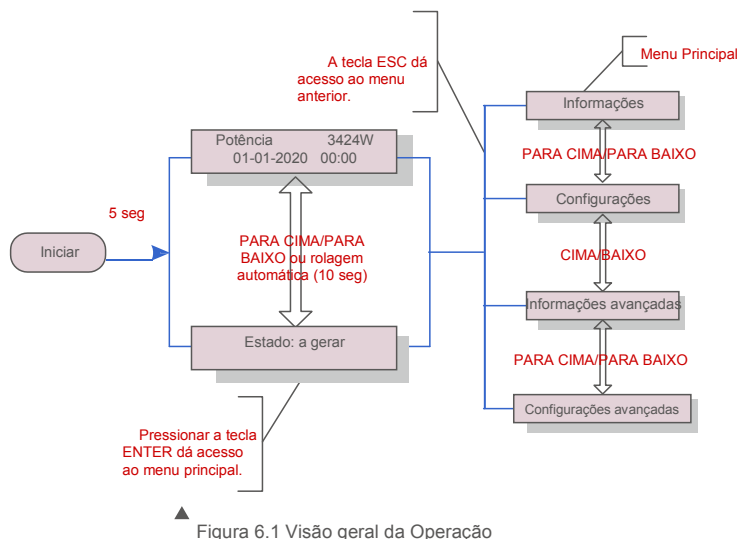 A tecla ESC dá
acesso ao menu
anterior.
Menu Principal
Informações
Potência 3424W
01-01-2020 00:00
PARA CIMA/PARA BAIXO
Configurações
5 seg
Iniciar
PARA CIMA/PARA
BAIXO ou rolagem
automática (10 seg)
CIMA/BAIXO
Informações avançadas
Estado: a gerar
PARA CIMA/PARA BAIXO
Configurações avançadas
Pressionar a tecla
ENTER dá acesso
ao menu principal.
Figura 6.1 Visão geral da Operação